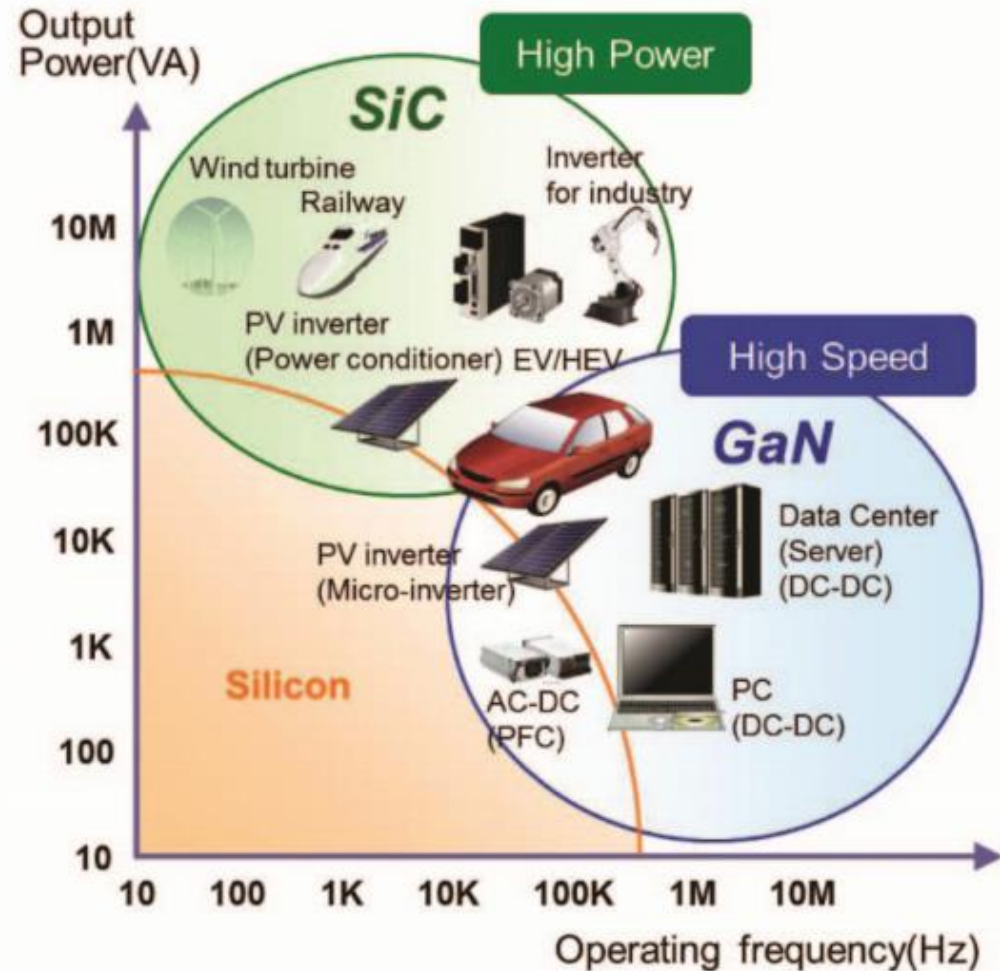 Output
Power(VA)
High Power
SiC
Wind turbine
Railway
Inverter
for industry
10M
1M
PV inverter
(Power conditioner)
EV/HEV
High Speed
100K
GaN
10K
PV inverter
(Micro-inverter)
Data Center
(Server)
(DC-DC)
1K
Silicon
AC-DC
(PFC)
PC
(DC-DC)
100
10
10 100 1K 10K 100K 1M 10M
Operating frequency(Hz)